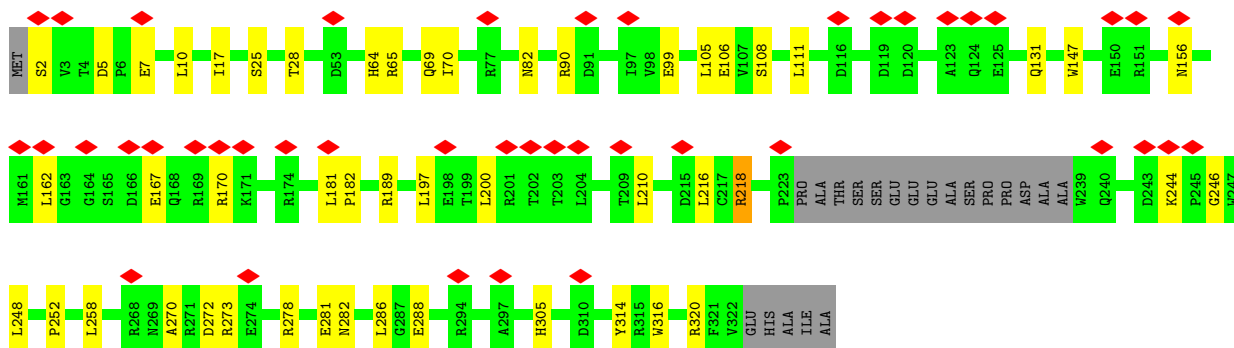 MET S2 V3 T4 D5 P6 E7 L10 I17 S25 T28 D53 H64 R65 Q69 I70 R77 N82 R90 D91 I97 V98 E99 L105 E106 V107 S108 L111 D116 D119 D120 A123 Q124 E125 Q131 W147 E150 R151 N156
M161 L162 G163 G164 S165 D166 E167 Q168 R169 R170 K171 R174 L181 P182 R189 L197 E198 T199 L200 R201 T202 T203 L204 T209 L210 D215 L216 C217 R218 P223 PRO ALA THR SER SER GLU GLU GLU ALA SER PRO PRO ASP ALA ALA W239 Q240 D243 K244 P245 G246 W247
L248 P252 L258 R268 N269 A270 R271 D272 R273 E274 R278 E281 N282 L286 G287 E288 R294 A297 H305 D310 Y314 R315 W316 R320 F321 V322 GLU HIS ALA ILE ALA